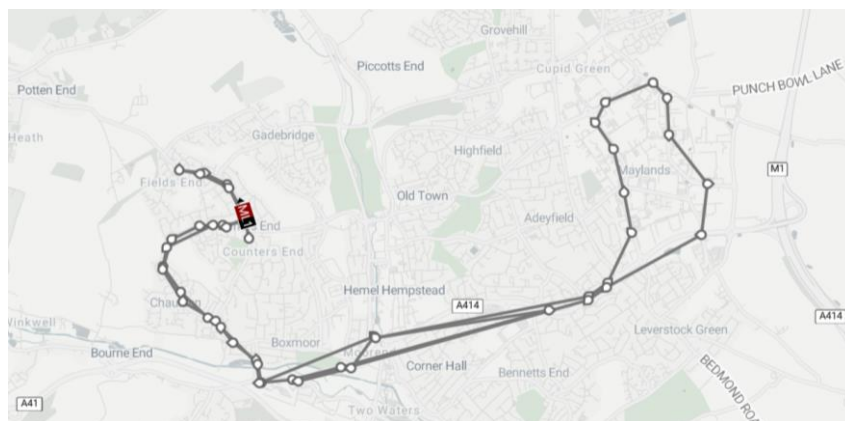 Grovehill
Piccotts End
Cupid Green
Potten End
PUNCH BOWL LANE
Gadebridge
Heath
Highfield
M1
Fields End
Maylands
Old Town
ML1
Adeyfield
End
Counters End
Hemel Hempstead
A414
Chaulden
A414
Winkwell
Leverstock Green
Bourne End
Boxmoor
Corner Hall
Bennetts End
BEDMOND ROA
A41
Two Waters